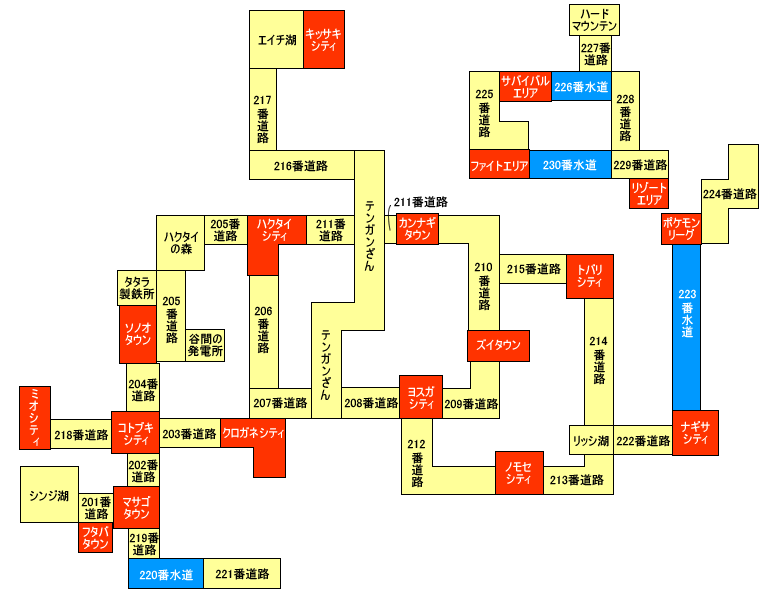 ハード
マウンテン
エイチ湖
キッサキ
シティ
227番
道路
サバイバル
エリア
226番水道
217
番
道
路
225
番
道
路
228
番
道
路
216番道路
ファイトエリア
230番水道
229番道路
リゾート
エリア
224番道路
211番道路
テンガンざん
ハクタイ
の森
205番
道路
ハクタイ
シティ
211番
道路
カンナギ
タウン
ポケモン
リーグ
タタラ
製鉄所
205
番
道
路
206
番
道
路
210
番
道
路
215番道路
トバリ
シティ
223
番
水
道
ソノオ
タウン
谷間の
発電所
テンガンざん
ズイタウン
214
番
道
路
204番
道路
ミオシティ
207番道路
208番道路
ヨスガ
シティ
209番道路
218番道路
コトブキ
シティ
203番道路
クロガネシティ
212
番
道
路
リッシ湖
222番道路
ナギサ
シティ
202番
道路
ノモセ
シティ
213番道路
シンジ湖
201番
道路
マサゴ
タウン
フタバ
タウン
219番
道路
220番水道
221番道路